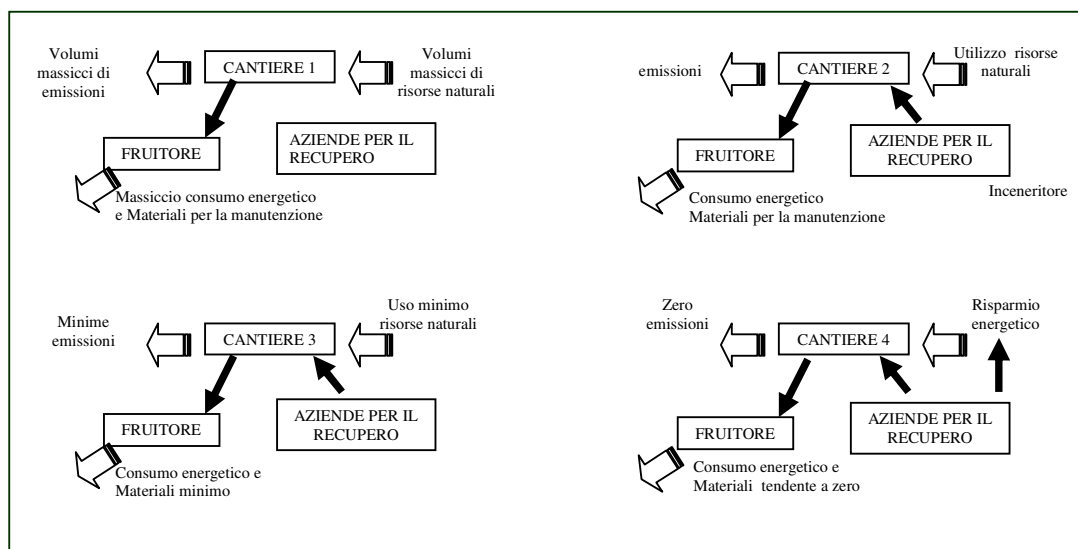 Volumi
massicci di
emissioni
CANTIERE 1
Volumi
massicci di
risorse naturali
FRUITORE
AZIENDE PER IL
RECUPERO
Massiccio consumo energetico
e Materiali per la manutenzione
emissioni
CANTIERE 2
Utilizzo risorse
naturali
FRUITORE
AZIENDE PER IL
RECUPERO
Inceneritore
Consumo energetico
Materiali per la manutenzione
Minime
emissioni
CANTIERE 3
Uso minimo
risorse naturali
FRUITORE
AZIENDE PER IL
RECUPERO
Consumo energetico e
Materiali minimo
Zero
emissioni
CANTIERE 4
Risparmio
energetico
FRUITORE
AZIENDE PER IL
RECUPERO
Consumo energetico e
Materiali tendente a zero